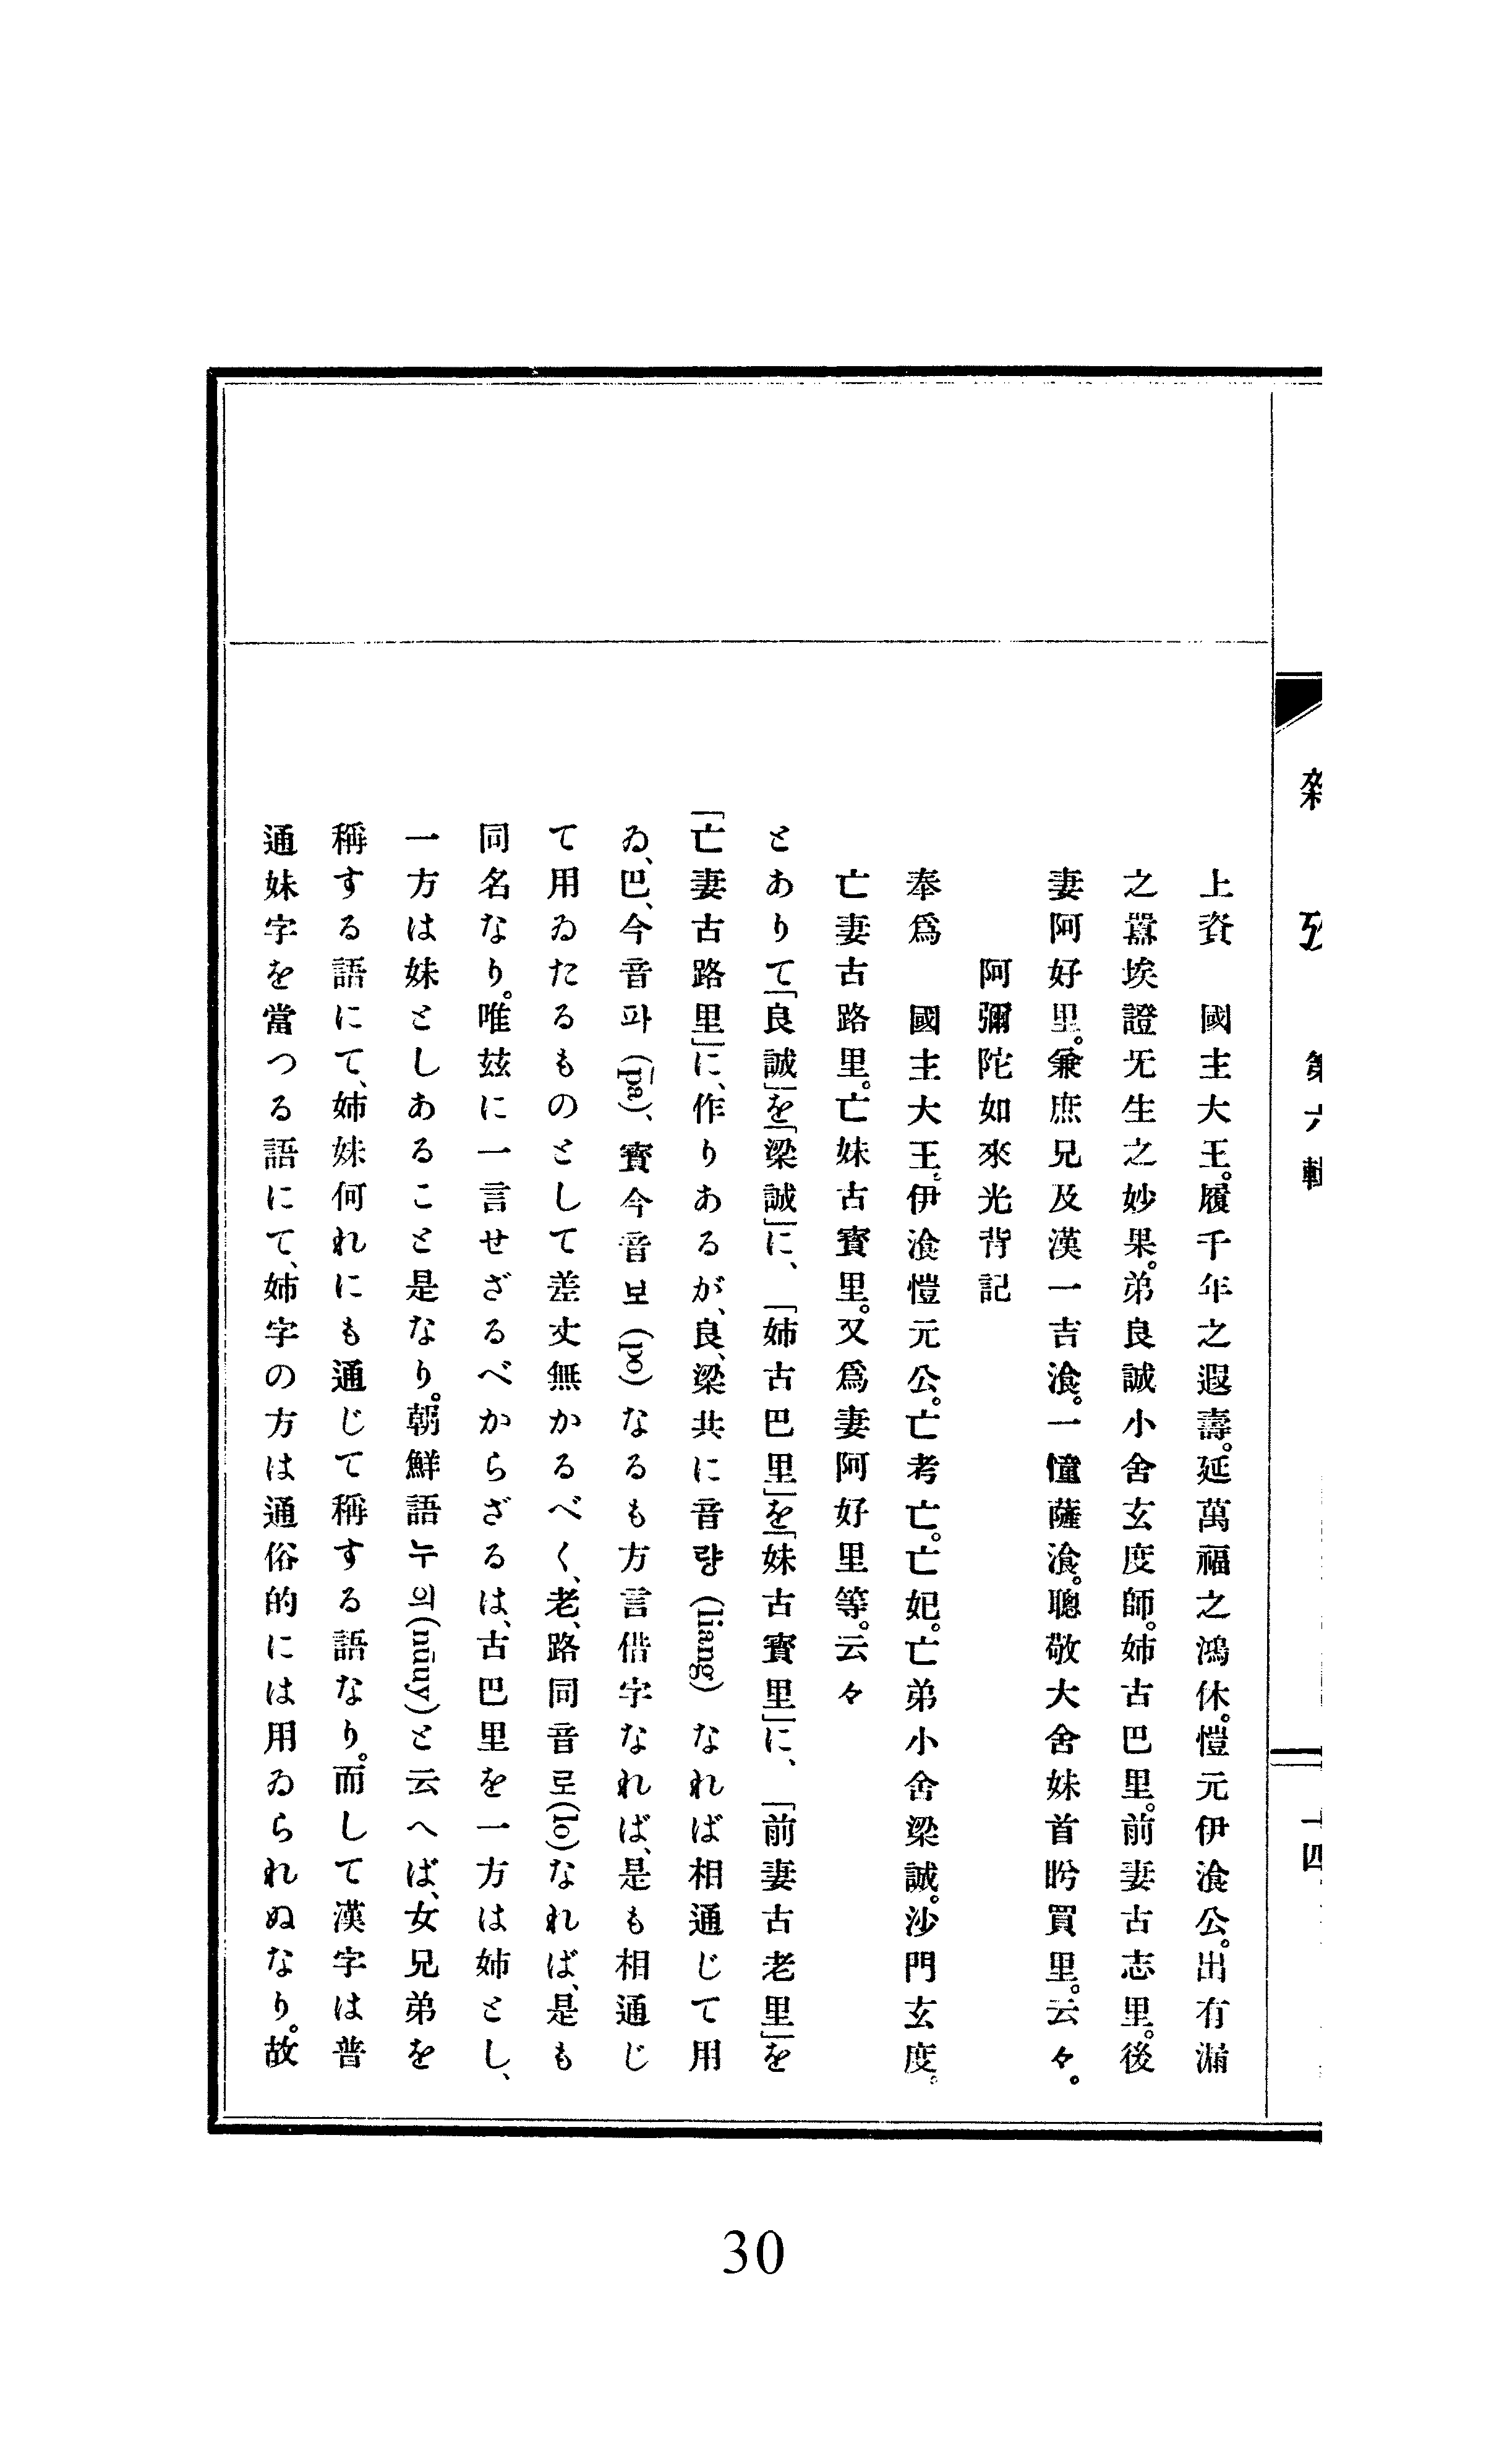 雜 攷 第六輯 十四
上資　國主大王。履千年之遐壽。延萬福之鴻休。愷元伊湌公。出有漏
之囂埃證无生之妙果。弟良誠小舍玄度師。姉古巴里。前妻古志里。後
妻阿好里。兼庶兄及漢一吉湌。一憧薩湌。聰敬大舍妹首肹買里。云々。
阿彌陀如來光背記
奉爲　國主大王。伊湌愷元公。亡考亡。亡妃。亡弟小舍梁誠。沙門玄度。
亡妻古路里。亡妹古寳里。又爲妻阿好里等。云々
とありて「良誠」を「梁誠」に、「姉古巴里」を「妹古寳里」に、「前妻古老里」を
「亡妻古路里」に、作りあるが、良、梁共に音량(liang)なれば相通じて用
ゐ、巴、今音파(pa)、寳今音보(po)なるも方言借字なれば、是も相通じ
て用ゐたるものとして差丈無かるべく、老、路同音로(lo)なれば、是も
同名なり。唯玆に一言せざるべからざるは、古巴里を一方は姉とし、
一方は妹としあること是なり。朝鮮語누의(nūuy)と云へば、女兄弟を
稱する語にて、姉妹何れにも通じて稱する語なり。而して漢字は普
通妹字を當つる語にて、姉字の方は通俗的には用ゐられぬなり。故
30